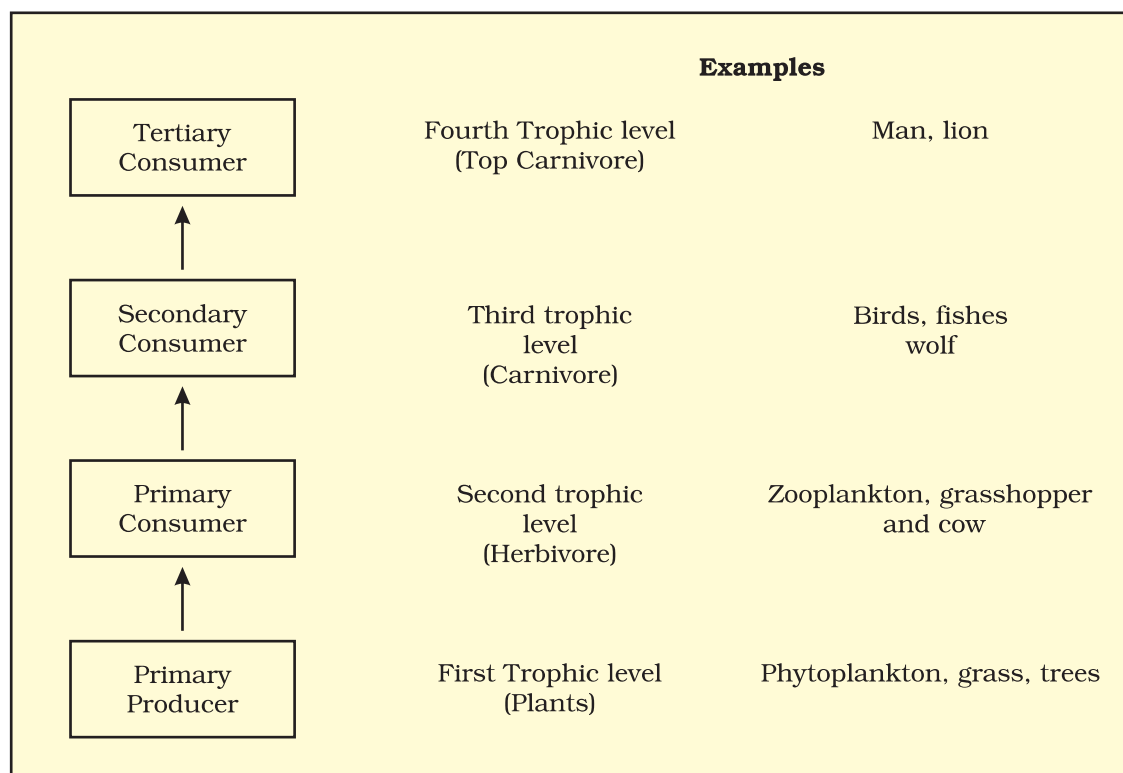 Examples
Tertiary
Consumer
Fourth Trophic level
(Top Carnivore)
Man, lion
Secondary
Consumer
Third trophic
level
(Carnivore)
Birds, fishes
wolf
Primary
Consumer
Second trophic
level
(Herbivore)
Zooplankton, grasshopper
and cow
Primary
Producer
First Trophic level
(Plants)
Phytoplankton, grass, trees